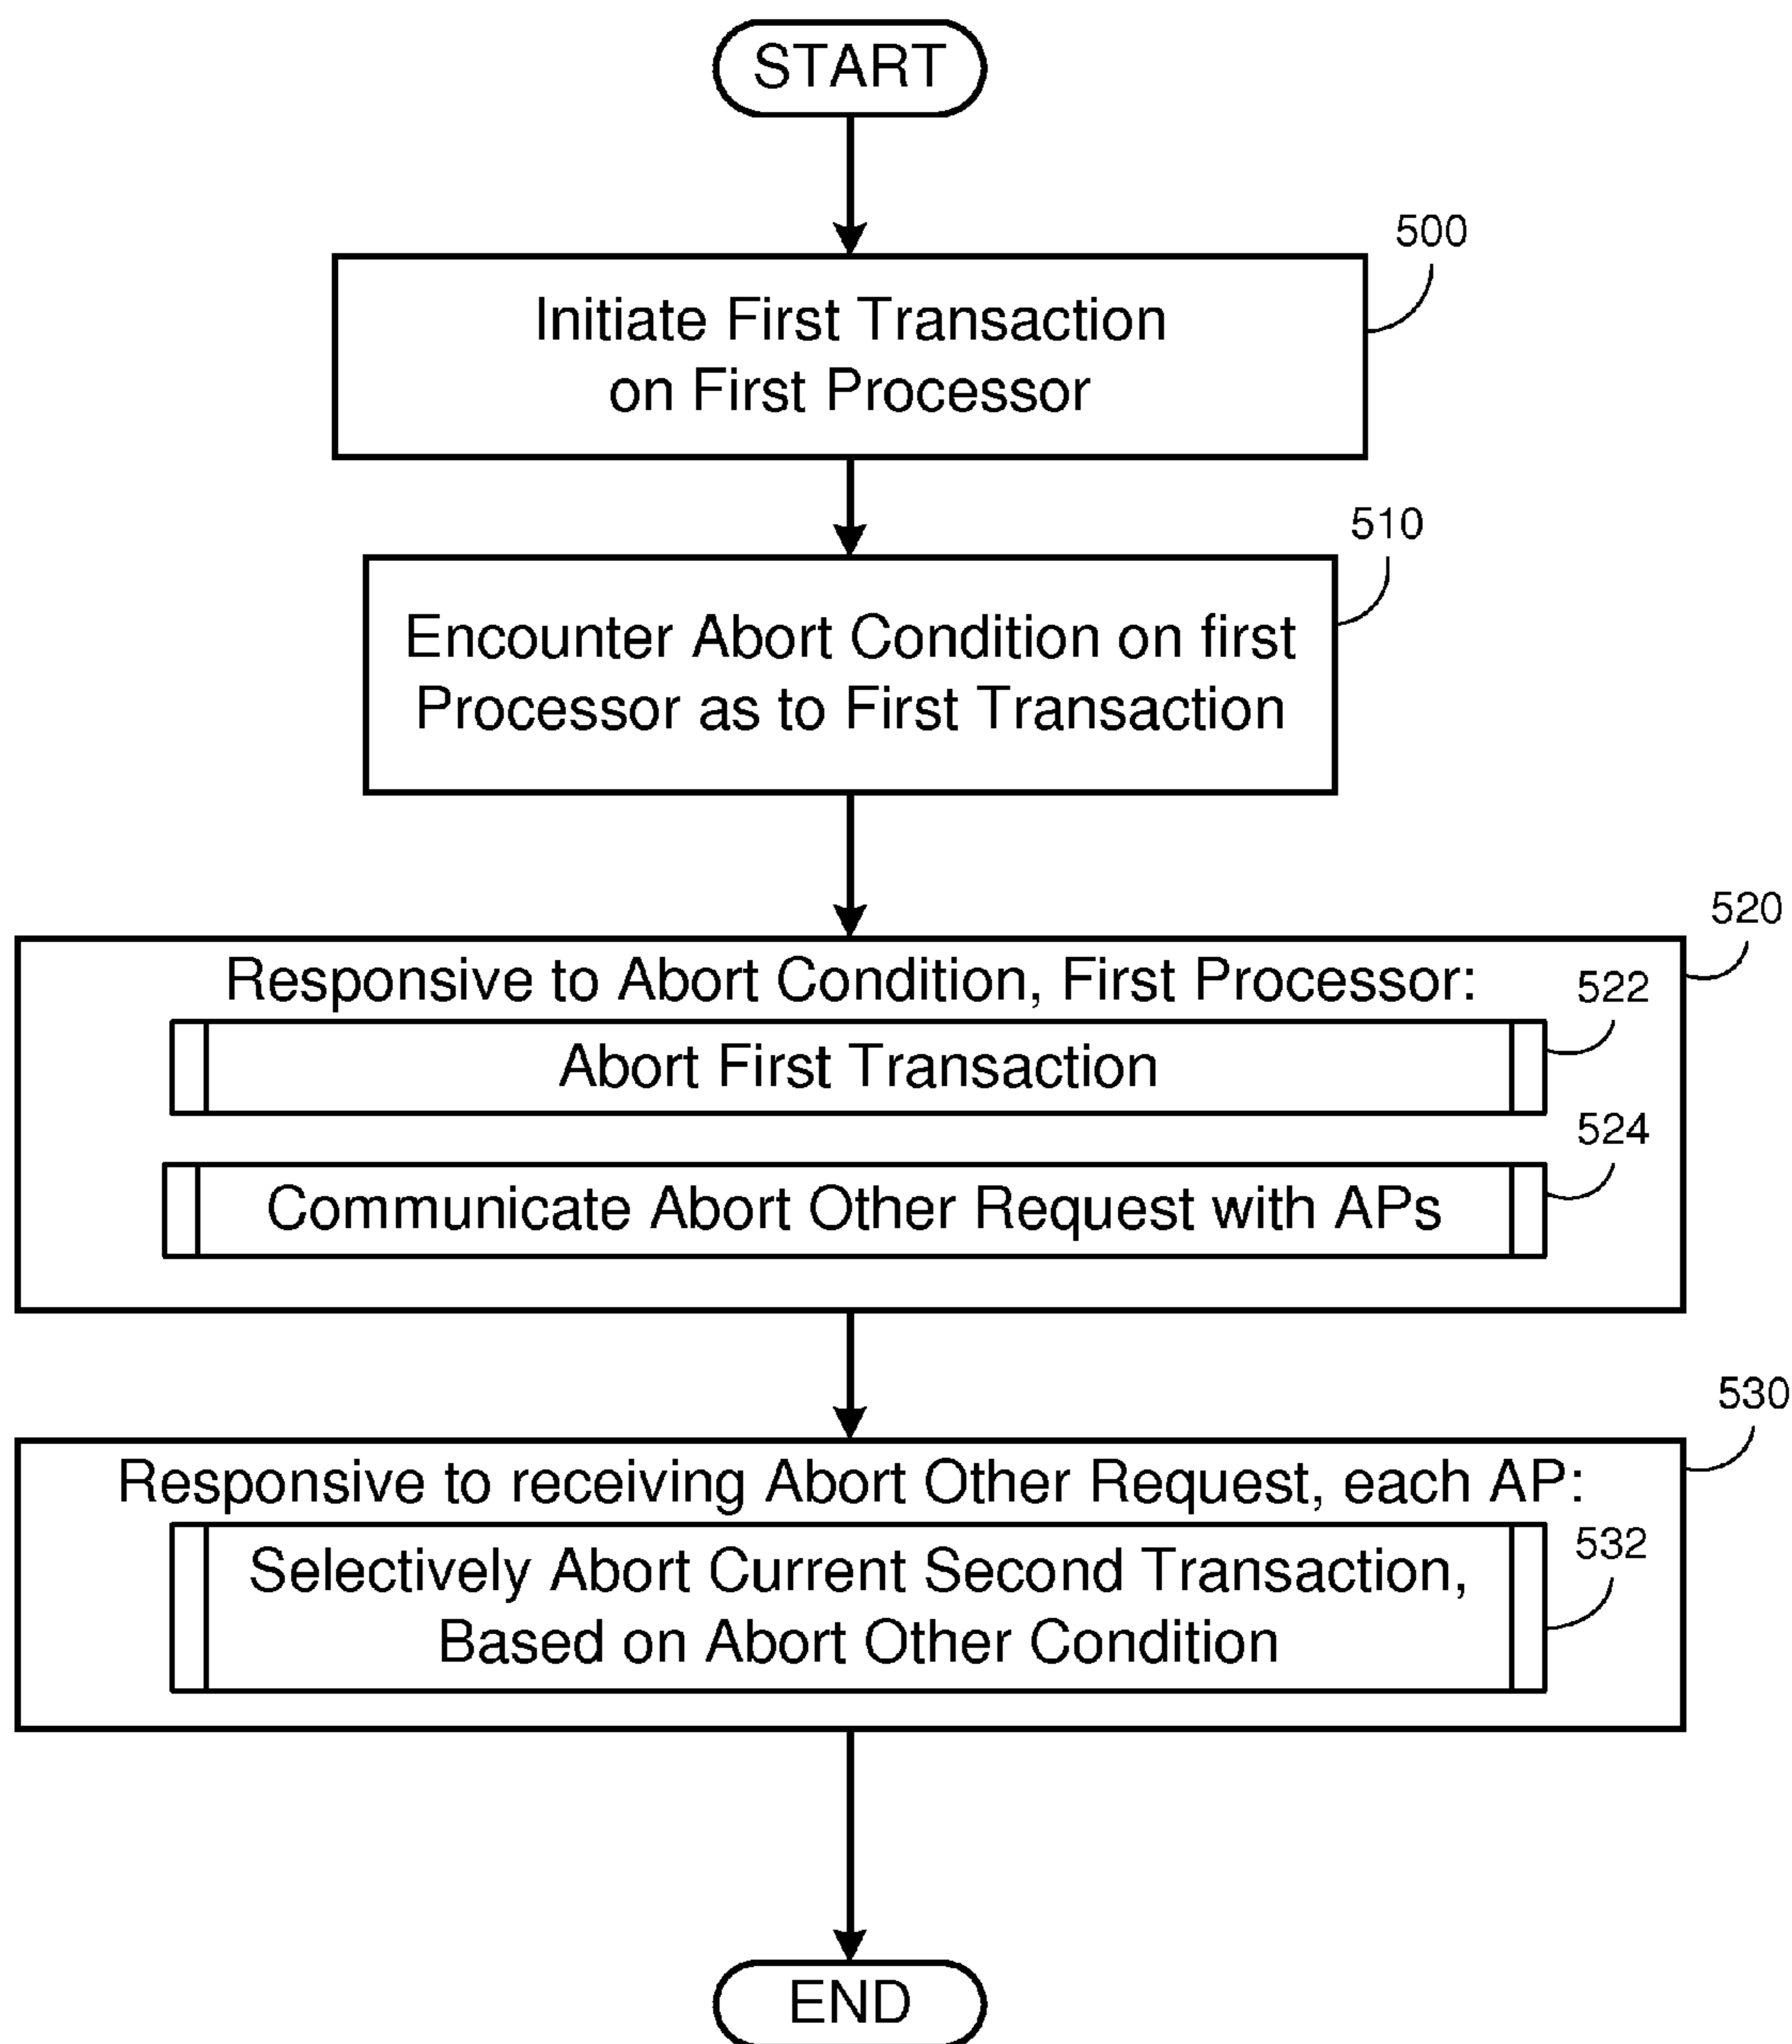 START
500
Initiate First Transaction
on First Processor
510
Encounter Abort Condition on first
Processor as to First Transaction
520
Responsive to Abort Condition, First Processor:
522
Abort First Transaction
524
Communicate Abort Other Request with APs
530
Responsive to receiving Abort Other Request, each AP:
532
Selectively Abort Current Second Transaction,
Based on Abort Other Condition
END